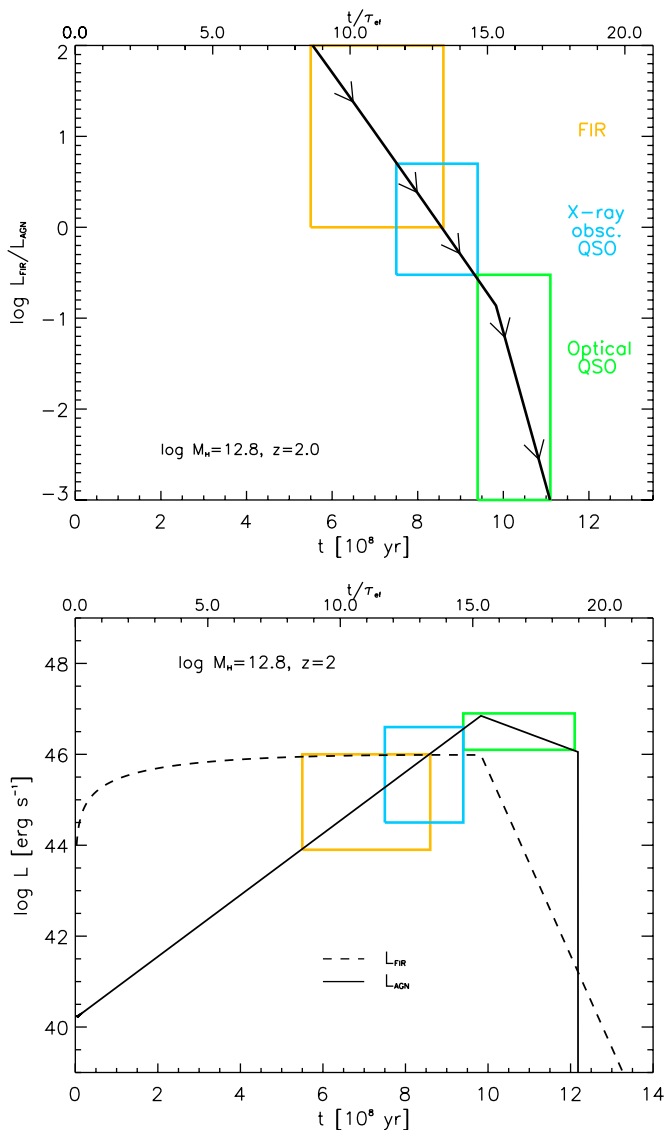 t/τef
0.0 5.0 10.0 15.0 20.0
2
1
0
−1
−2
−3
log LFIR/LAGN
FIR
X−ray
obsc.
QSO
Optical
QSO
log MH=12.8, z=2.0
0 2 4 6 8 10 12
t [10⁸ yr]
t/τef
0.0 5.0 10.0 15.0 20.0
48
46
44
42
40
log L [erg s⁻¹]
log MH=12.8, z=2
LFIR
LAGN
0 2 4 6 8 10 12 14
t [10⁸ yr]